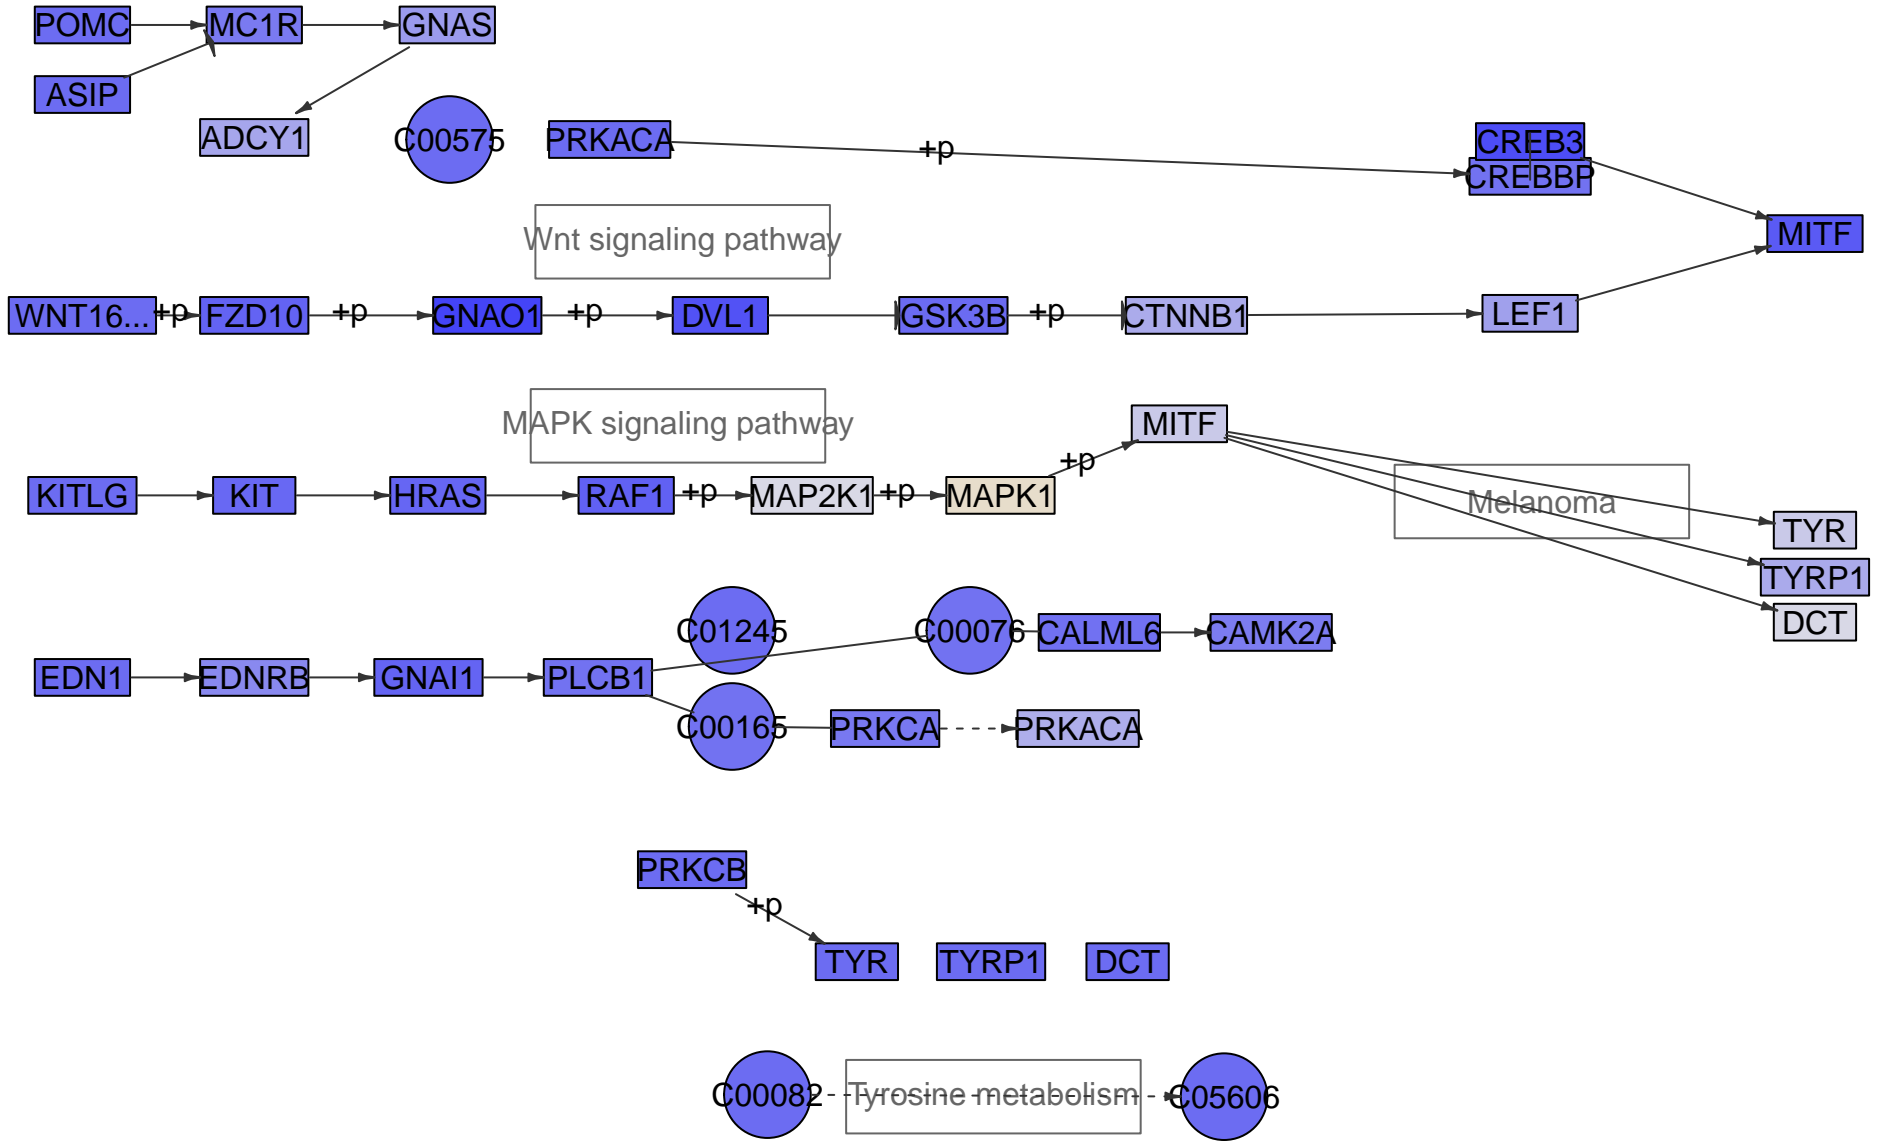 POMC
MC1R
GNAS
ASIP
ADCY1
C00575
PRKACA
+p
CREB3
CREBBP
Wnt signaling pathway
MITF
WNT16...
+p
FZD10
+p
GNAO1
+p
DVL1
GSK3B
+p
CTNNB1
LEF1
MAPK signaling pathway
MITF
+p
KITLG
KIT
HRAS
RAF1
+p
MAP2K1
+p
MAPK1
Melanoma
TYR
TYRP1
DCT
C01245
C00076
CALML6
CAMK2A
EDN1
EDNRB
GNAI1
PLCB1
C00165
PRKCA
PRKACA
PRKCB
+p
TYR
TYRP1
DCT
C00082
Tyrosine metabolism
C05606